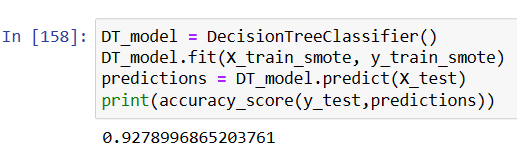 In [158]: DT_model = DecisionTreeClassifier()
DT_model.fit(X_train_smote, y_train_smote)
predictions = DT_model.predict(X_test)
print(accuracy_score(y_test,predictions))
0.9278996865203761